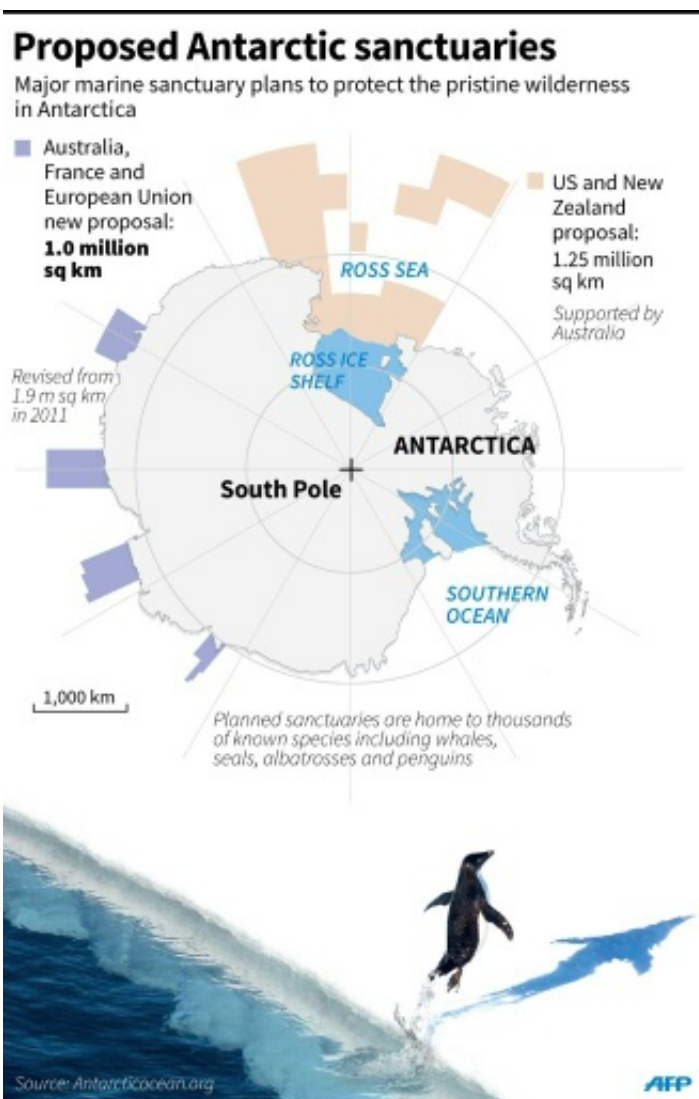 Proposed Antarctic sanctuaries
Major marine sanctuary plans to protect the pristine wilderness
in Antarctica
Australia,
France and
European Union
new proposal:
1.0 million
sq km
US and New
Zealand
proposal:
1.25 million
sq km
Supported by
Australia
ROSS SEA
ROSS ICE
SHELF
Revised from
1.9 m sq km
in 2011
ANTARCTICA
South Pole
SOUTHERN
OCEAN
1,000 km
Planned sanctuaries are home to thousands
of known species including whales,
seals, albatrosses and penguins
Source: Antarcticocean.org
AFP